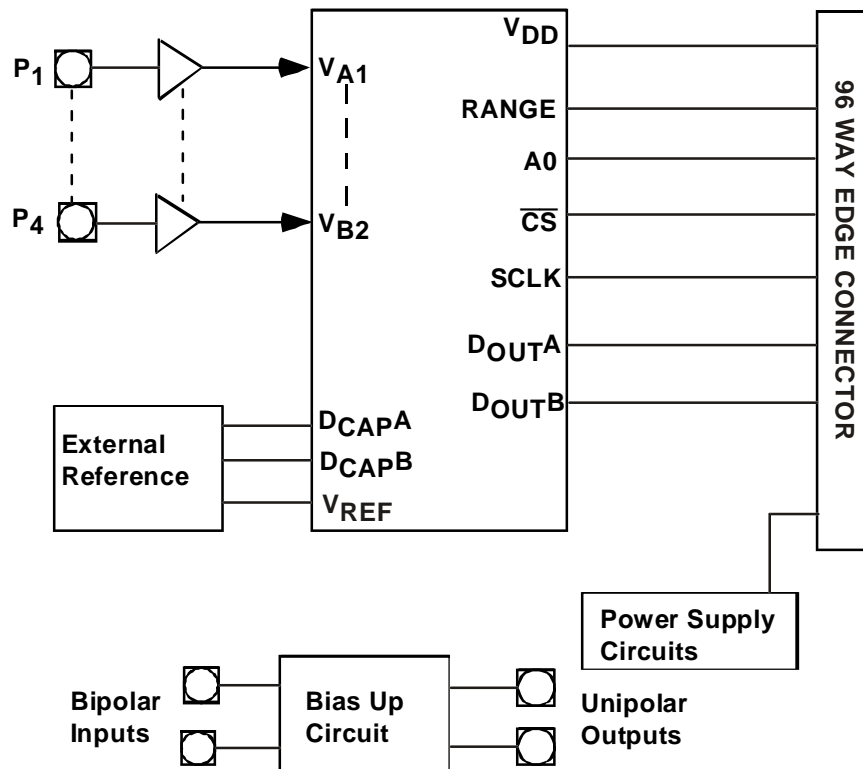 P1
P4
VA1
VB2
DCAPA
DCAPB
VREF
VDD
RANGE
A0
CS
SCLK
DOUTA
DOUTB
96 WAY EDGE CONNECTOR
External
Reference
Power Supply
Circuits
Bipolar
Inputs
Bias Up
Circuit
Unipolar
Outputs